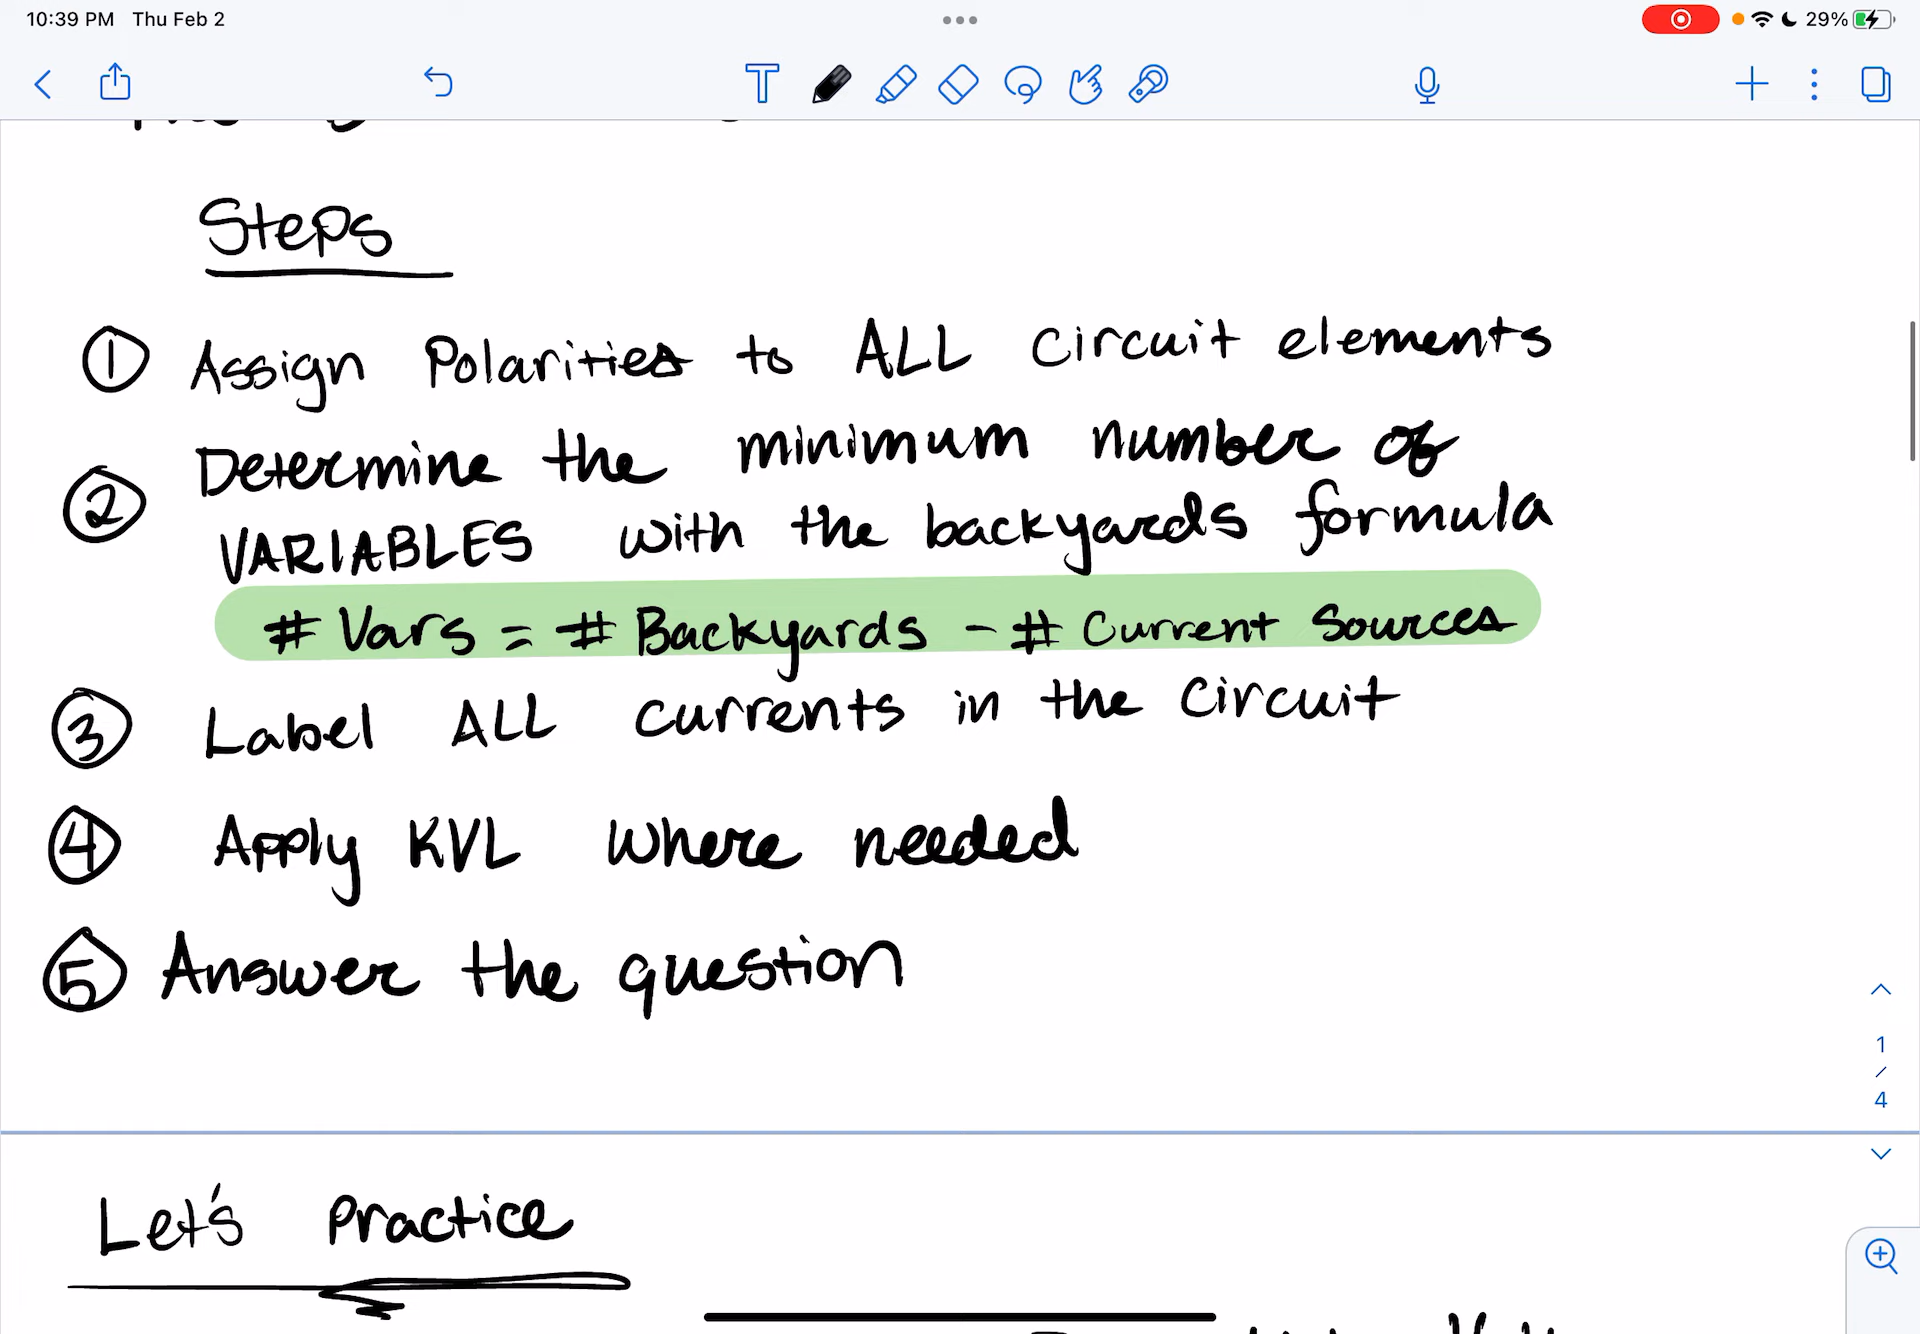 10:39 PM Thu Feb 2
29%
T
Steps
① Assign Polarities to ALL circuit elements
② Determine the minimum number of
VARIABLES with the backyards formula
# Vars = # Backyards - # Current Sources
③ Label ALL currents in the circuit
④ Apply KVL where needed
⑤ Answer the question
1
/
4
Let's Practice